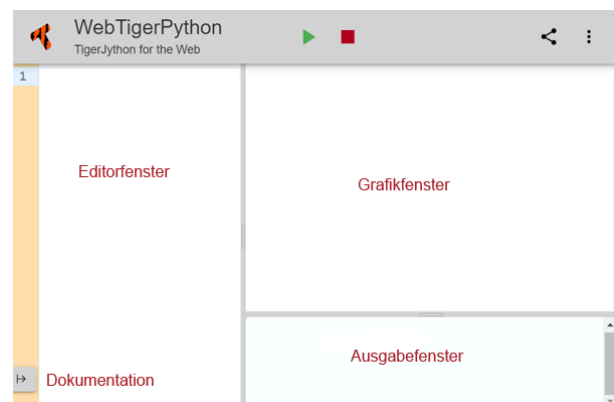 WebTigerPython
TigerJython for the Web
1
Editorfenster
Grafikfenster
Ausgabefenster
Dokumentation